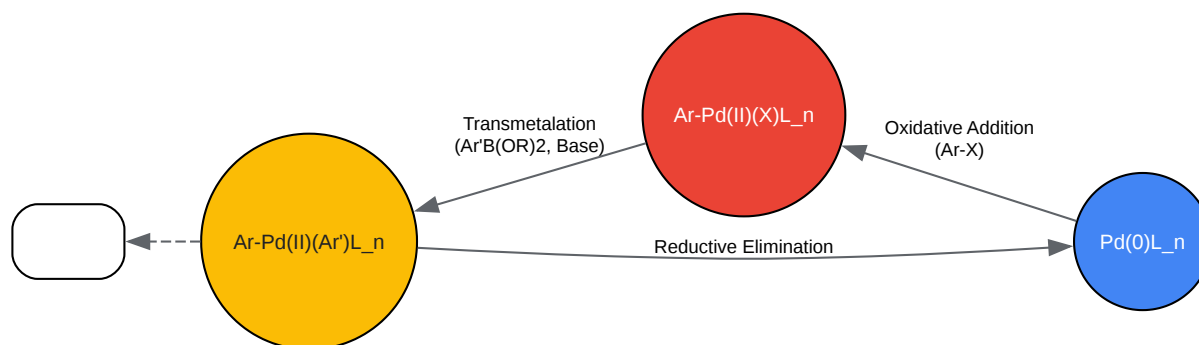 Ar-Pd(II)(X)L_n
Transmetalation
(Ar'B(OR)2, Base)
Oxidative Addition
(Ar-X)
Ar-Pd(II)(Ar')L_n
Reductive Elimination
Pd(0)L_n